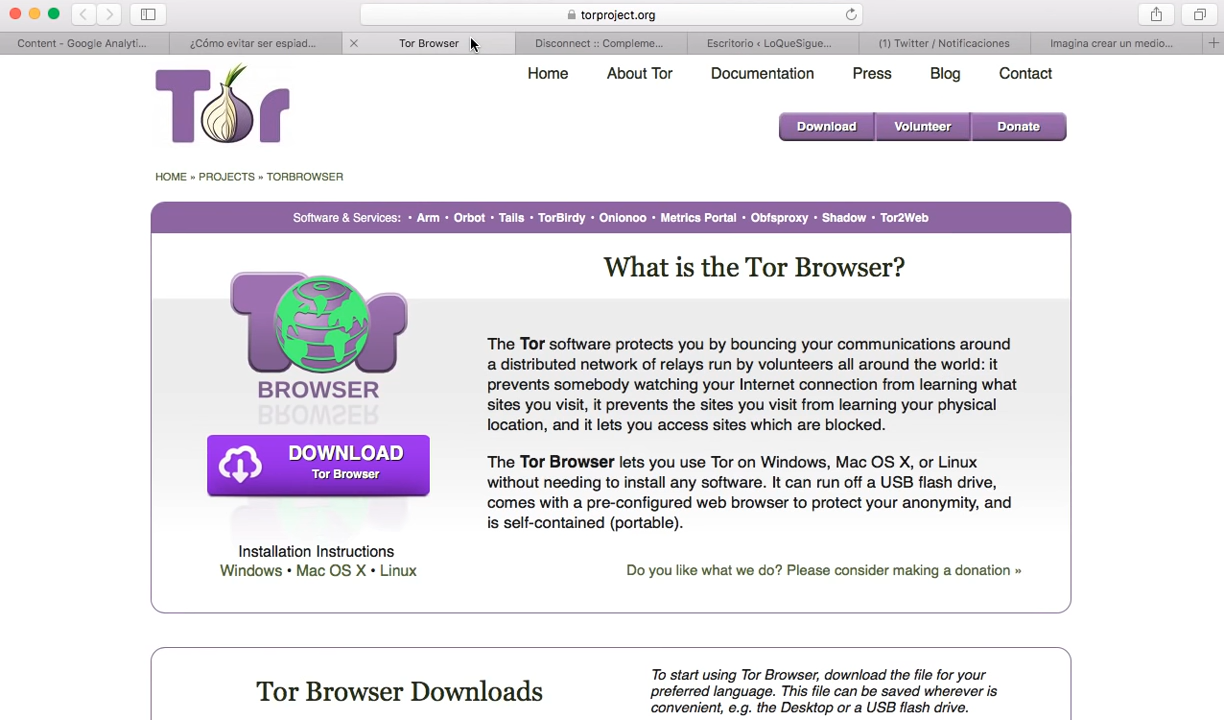 torproject.org
Content - Google Analyti...
¿Cómo evitar ser espiad...
Tor Browser
Disconnect :: Compleme...
Escritorio ‹ LoQueSigue...
(1) Twitter / Notificaciones
Imagina crear un medio...
Tor
Home
About Tor
Documentation
Press
Blog
Contact
Download
Volunteer
Donate
HOME » PROJECTS » TORBROWSER
Software & Services: • Arm • Orbot • Tails • TorBirdy • Onionoo • Metrics Portal • Obfsproxy • Shadow • Tor2Web
Tor
BROWSER
DOWNLOAD
Tor Browser
Installation Instructions
Windows • Mac OS X • Linux
What is the Tor Browser?
The Tor software protects you by bouncing your communications around
a distributed network of relays run by volunteers all around the world: it
prevents somebody watching your Internet connection from learning what
sites you visit, it prevents the sites you visit from learning your physical
location, and it lets you access sites which are blocked.
The Tor Browser lets you use Tor on Windows, Mac OS X, or Linux
without needing to install any software. It can run off a USB flash drive,
comes with a pre-configured web browser to protect your anonymity, and
is self-contained (portable).
Do you like what we do? Please consider making a donation »
Tor Browser Downloads
To start using Tor Browser, download the file for your
preferred language. This file can be saved wherever is
convenient, e.g. the Desktop or a USB flash drive.